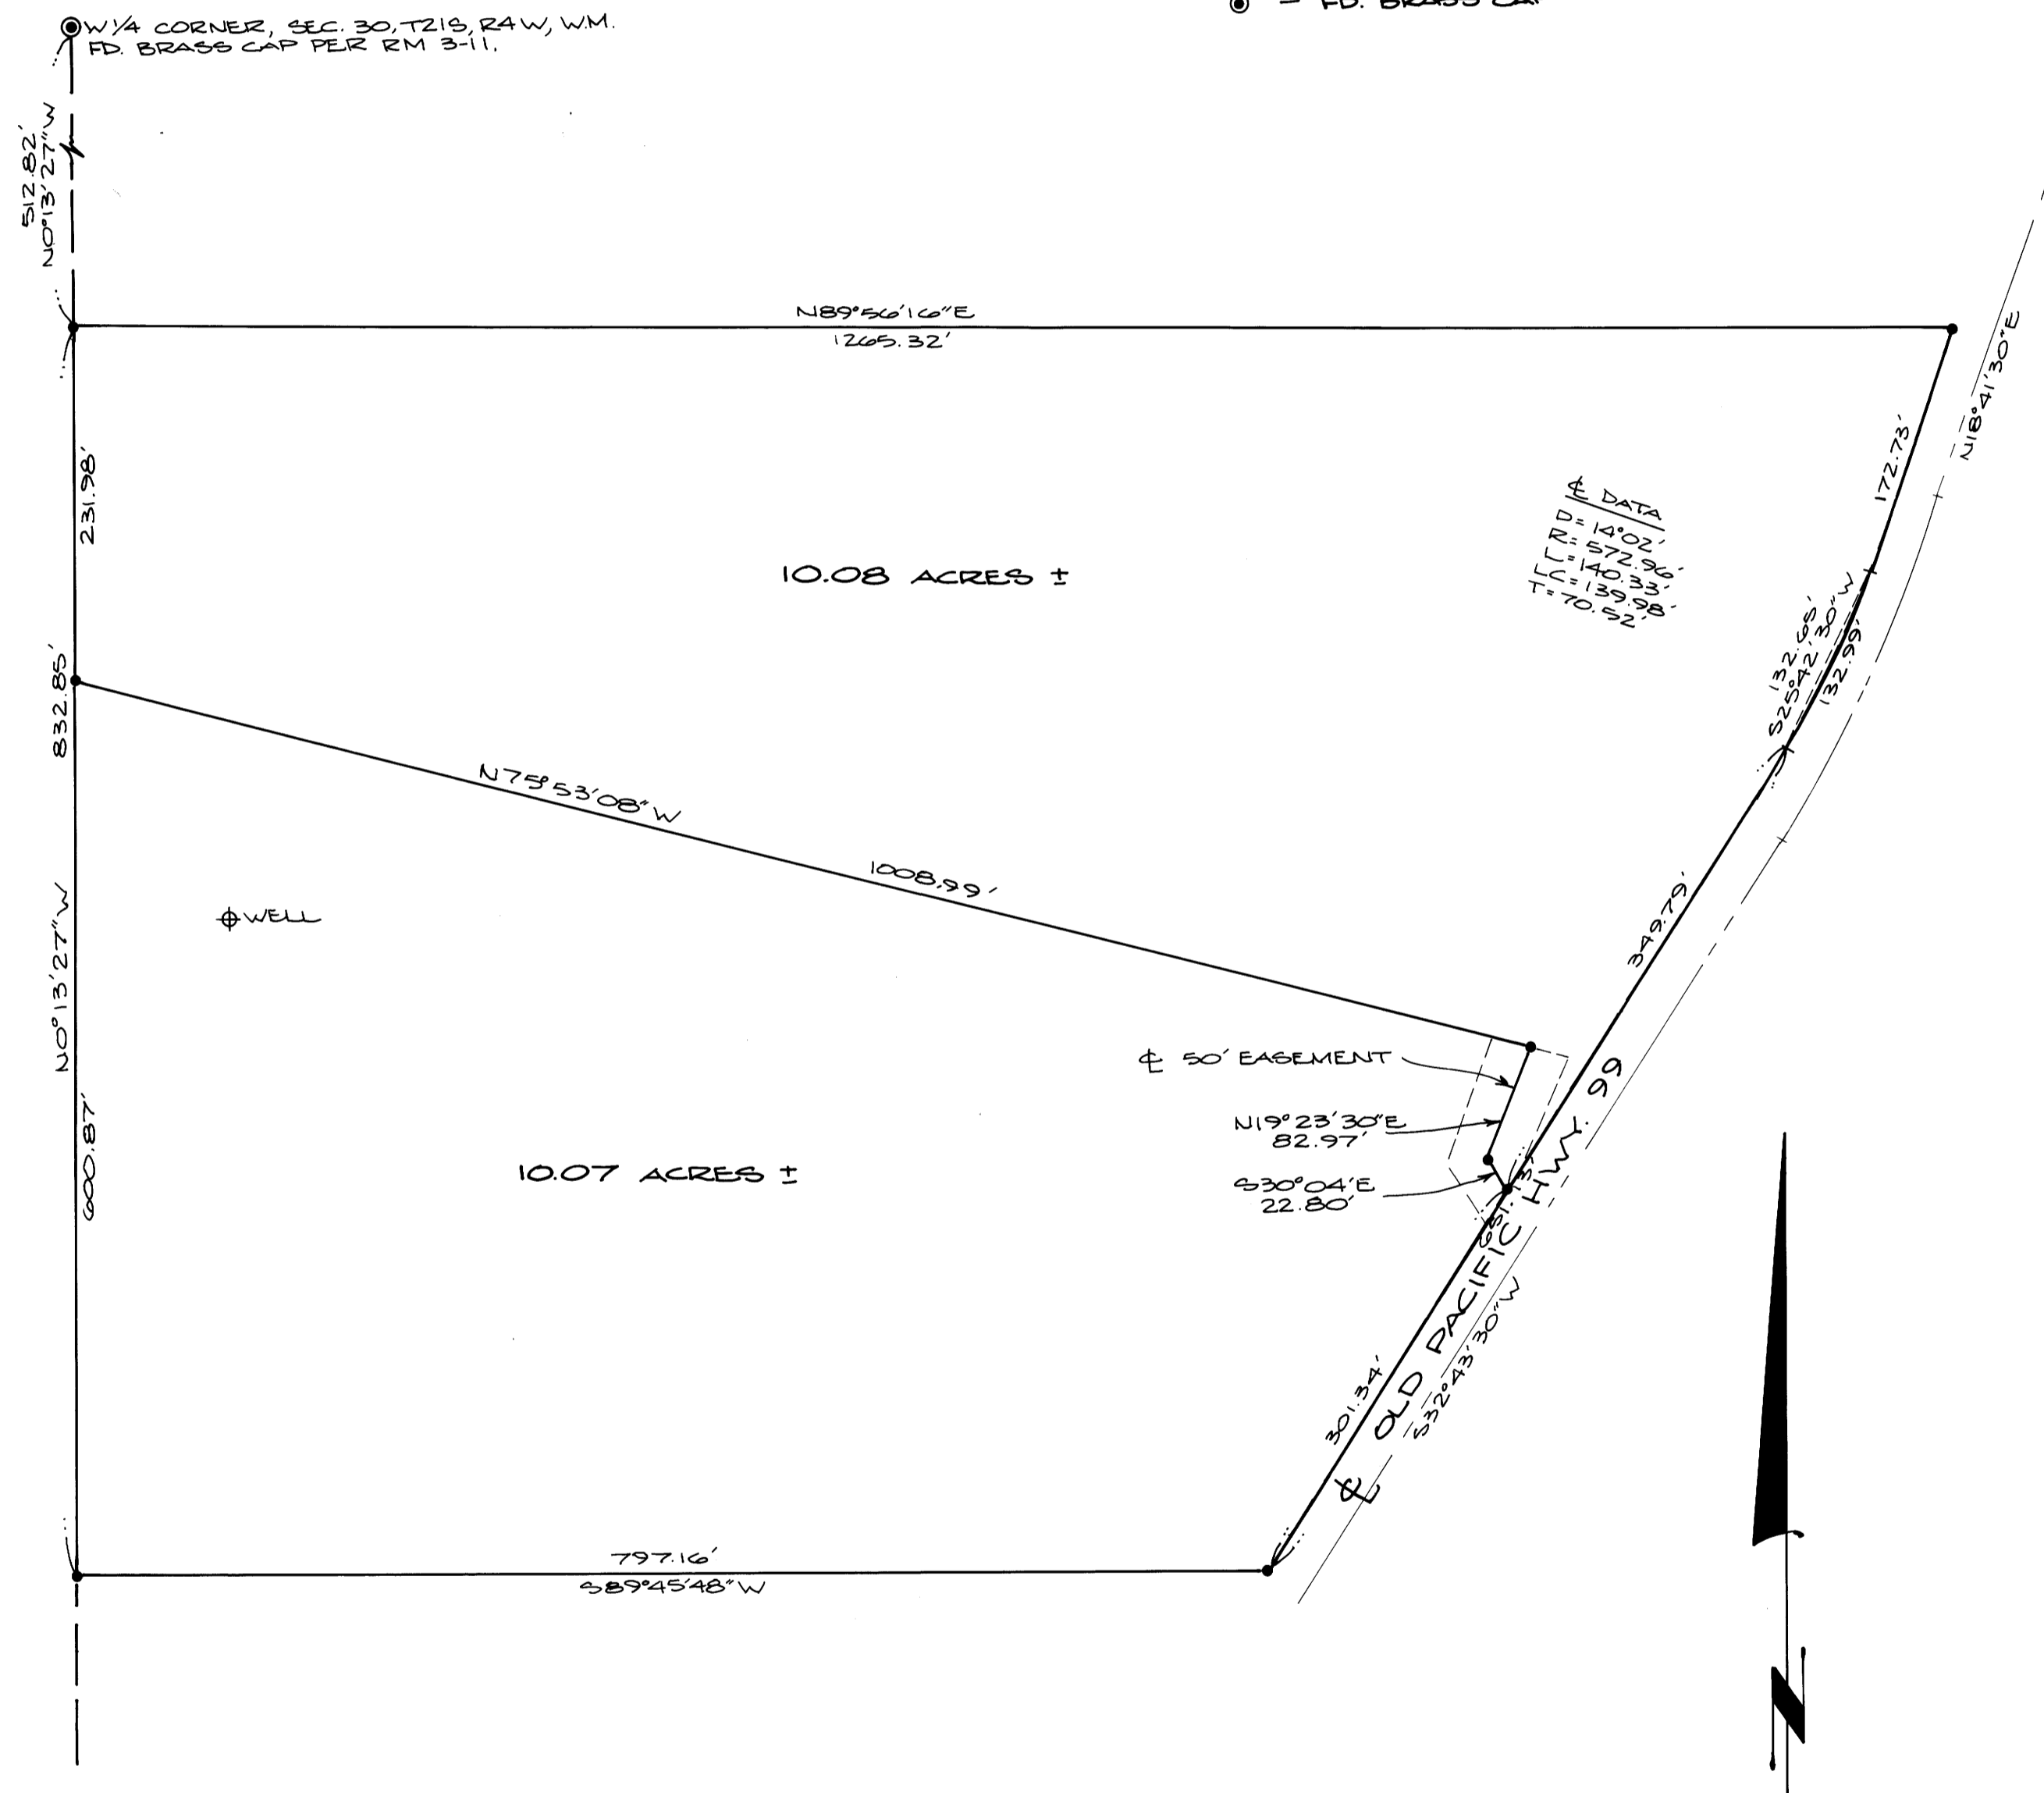 FD. BRASS CAP
W 1/4 CORNER, SEC. 30, T21S, R4W, W.M.
FD. BRASS CAP PER RM 3-11.
512.82'
N0°13'27"W
N89°56'16"E
1265.32'
N18°41'30"E
172.73'
231.98'
℄ DATA
D= 14°02'
R= 572.96'
L= 140.33'
LC= 139.98'
T= 70.52'
10.08 ACRES ±
132.65'
S25°42'30"W
132.99'
832.85'
N75°53'08"W
1008.99'
349.79'
WELL
N0°13'27"W
℄ 50' EASEMENT
N19°23'30"E
82.97'
S30°04'E
22.80'
600.87'
10.07 ACRES ±
651.13'
℄ OLD PACIFIC HWY. 99
S32°43'30"W
301.34'
797.16'
S89°45'48"W
N